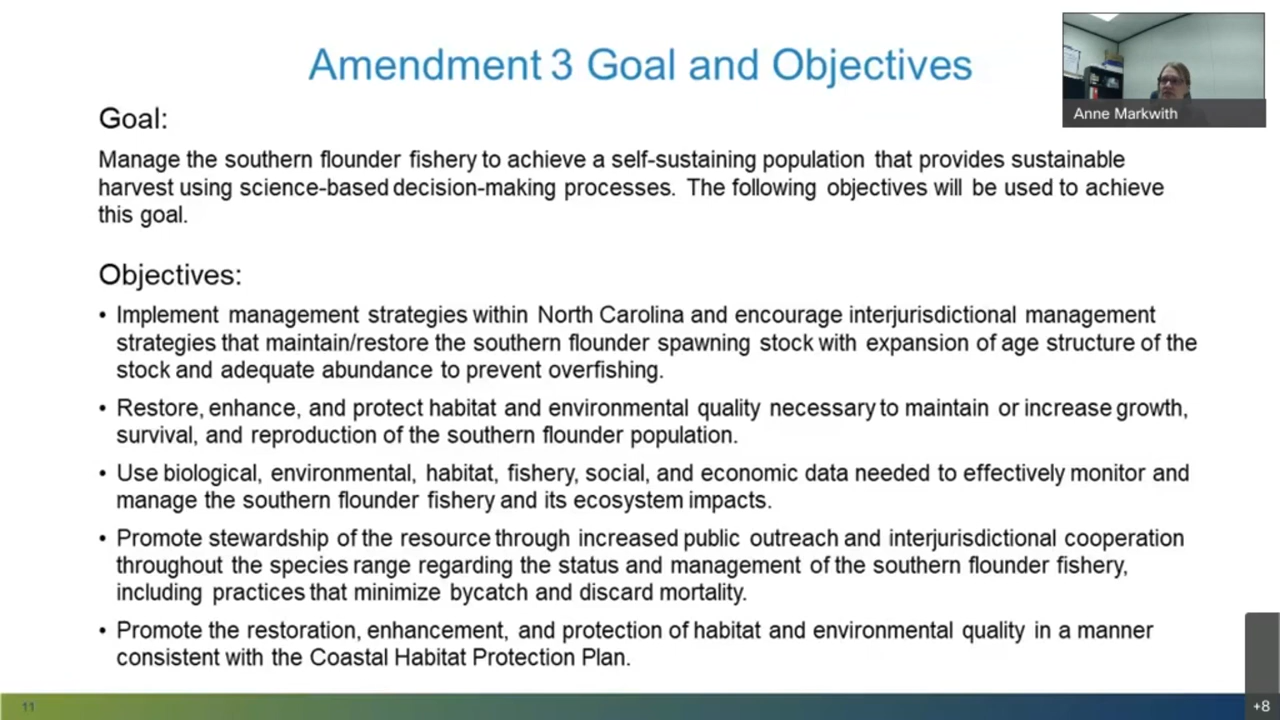 Amendment 3 Goal and Objectives
Anne Markwith
Goal:
Manage the southern flounder fishery to achieve a self-sustaining population that provides sustainable
harvest using science-based decision-making processes. The following objectives will be used to achieve
this goal.
Objectives:
• Implement management strategies within North Carolina and encourage interjurisdictional management
strategies that maintain/restore the southern flounder spawning stock with expansion of age structure of the
stock and adequate abundance to prevent overfishing.
• Restore, enhance, and protect habitat and environmental quality necessary to maintain or increase growth,
survival, and reproduction of the southern flounder population.
• Use biological, environmental, habitat, fishery, social, and economic data needed to effectively monitor and
manage the southern flounder fishery and its ecosystem impacts.
• Promote stewardship of the resource through increased public outreach and interjurisdictional cooperation
throughout the species range regarding the status and management of the southern flounder fishery,
including practices that minimize bycatch and discard mortality.
• Promote the restoration, enhancement, and protection of habitat and environmental quality in a manner
consistent with the Coastal Habitat Protection Plan.
11
+8